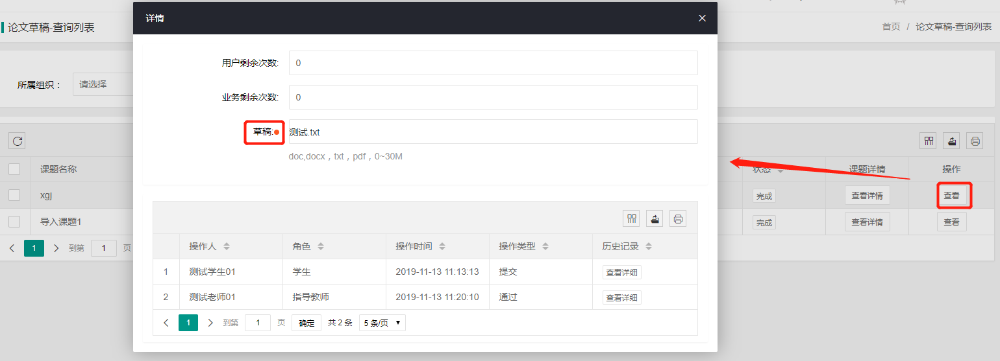 详情
论文草稿-查询列表
首页 / 论文草稿-查询列表
用户剩余次数: 0
所属组织： 请选择
业务剩余次数: 0
草稿: 测试.txt
doc,docx，txt，pdf，0~30M
课题名称 状态 课题详情 操作
xgj 完成 查看详情 查看
导入课题1 完成 查看详情 查看
1 到第 1 页
操作人 角色 操作时间 操作类型 历史记录
1 测试学生01 学生 2019-11-13 11:13:13 提交 查看详细
2 测试老师01 指导教师 2019-11-13 11:20:10 通过 查看详细
1 到第 1 页 确定 共 2 条 5 条/页